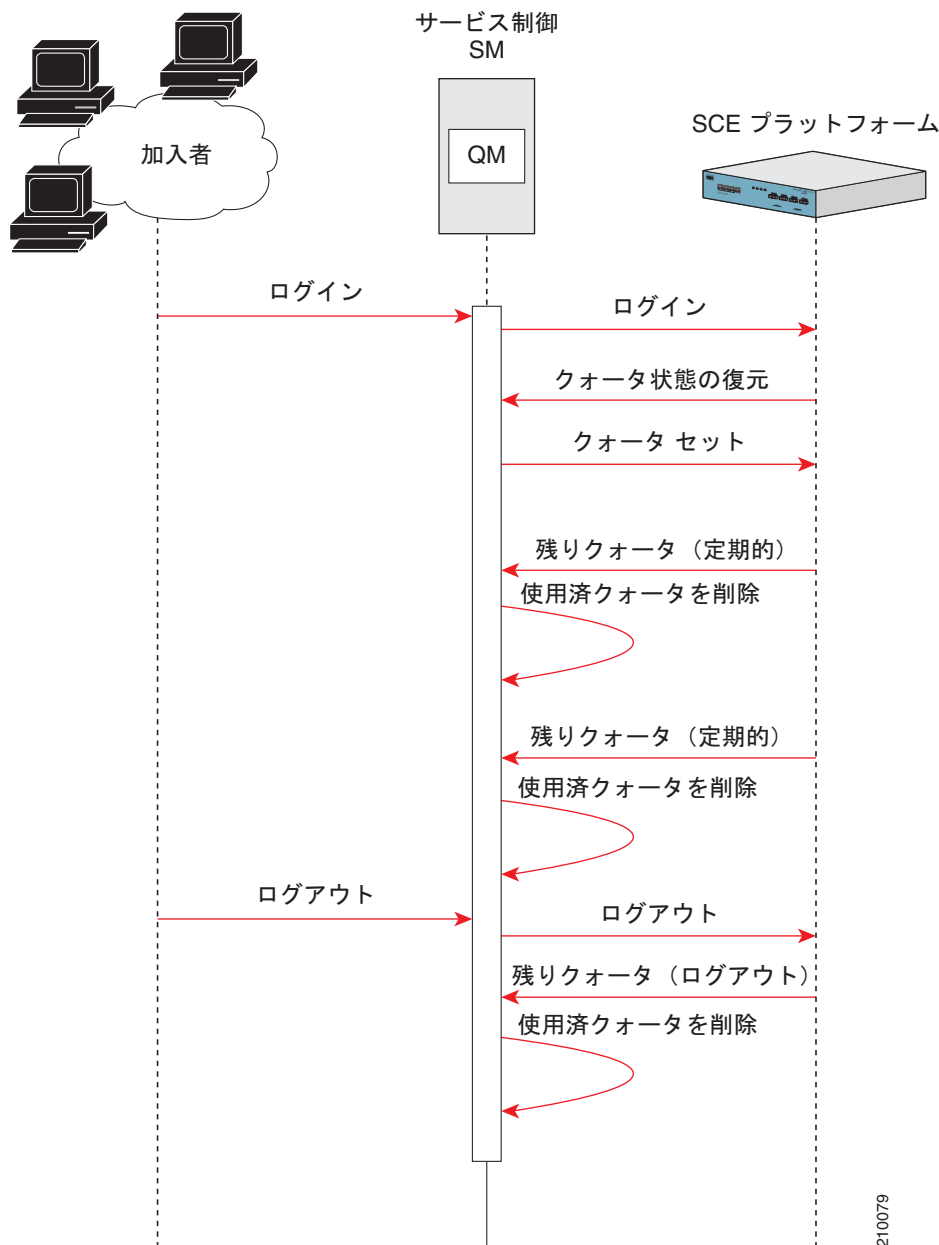 サービス制御
SM
QM
SCE プラットフォーム
加入者
ログイン
ログイン
クォータ状態の復元
クォータ セット
残りクォータ（定期的）
使用済クォータを削除
残りクォータ（定期的）
使用済クォータを削除
ログアウト
ログアウト
残りクォータ（ログアウト）
使用済クォータを削除
210079